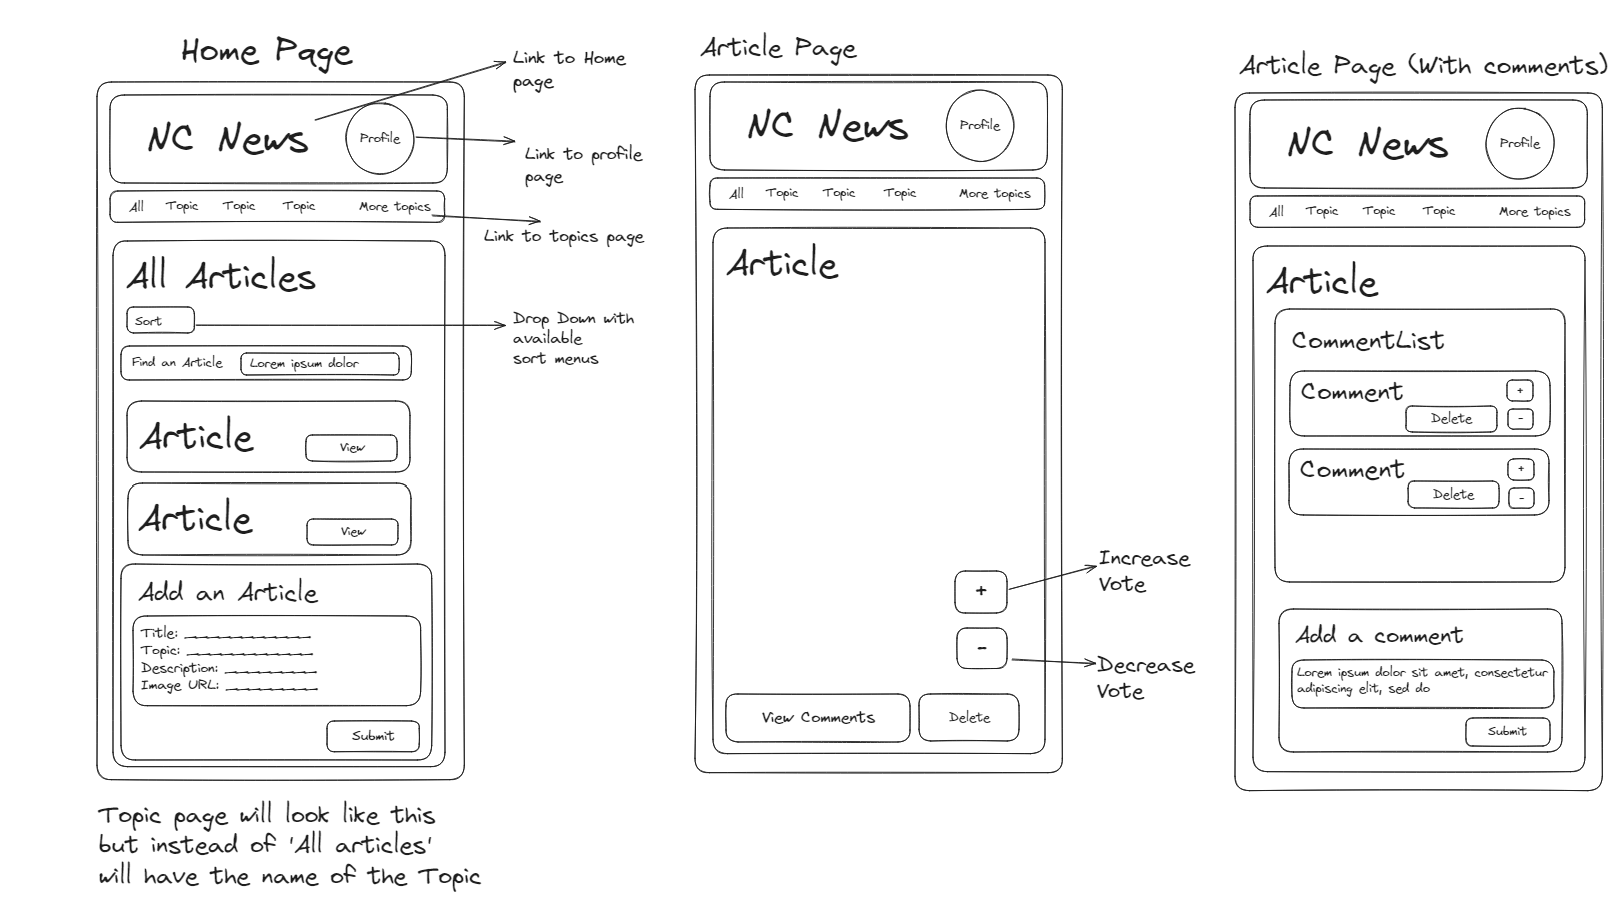 Home Page
NC News
Profile
All Topic Topic Topic More topics
All Articles
Sort
Find an Article Lorem ipsum dolor
Article
View
Article
View
Add an Article
Title:
Topic:
Description:
Image URL:
Submit
Link to Home
page
Link to profile
page
Link to topics page
Drop Down with
available
sort menus
Topic page will look like this
but instead of 'All articles'
will have the name of the Topic
Article Page
NC News
Profile
All Topic Topic Topic More topics
Article
+
-
View Comments
Delete
Increase
Vote
Decrease
Vote
Article Page (With comments)
NC News
Profile
All Topic Topic Topic More topics
Article
CommentList
Comment
Delete
+
-
Comment
Delete
+
-
Add a comment
Lorem ipsum dolor sit amet, consectetur
adipiscing elit, sed do
Submit